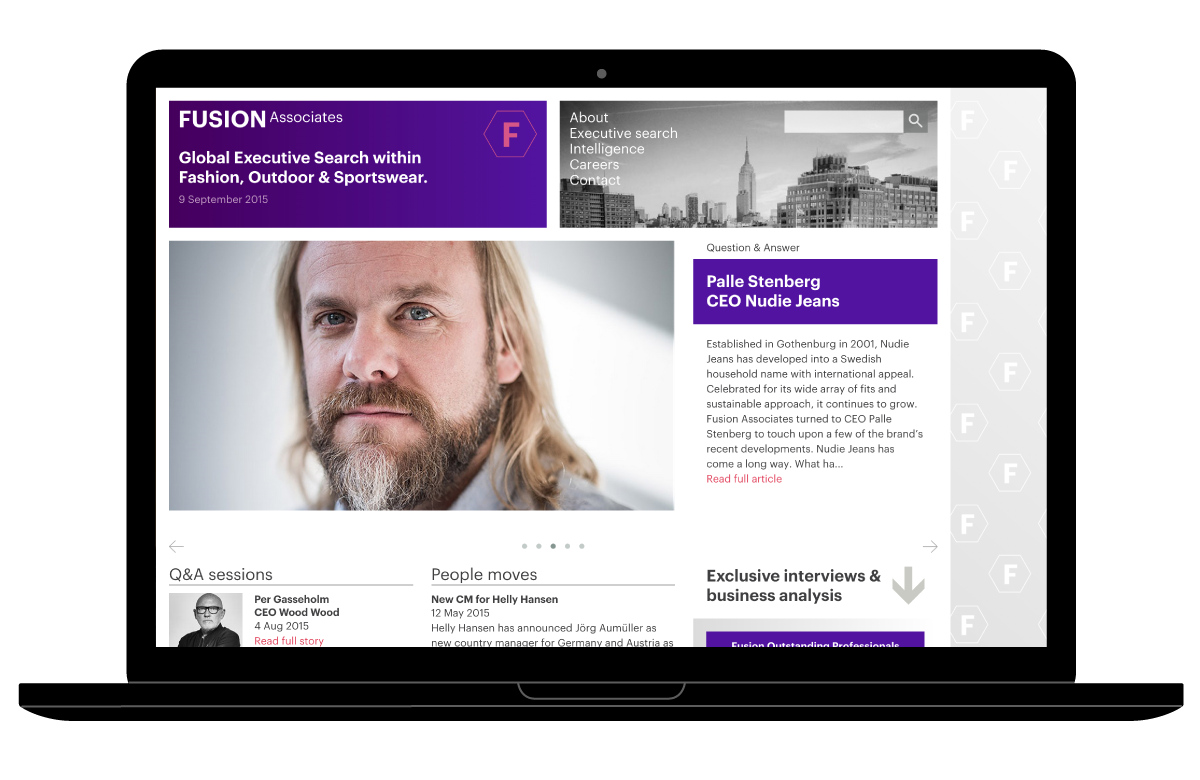 FUSION Associates
F
Global Executive Search within
Fashion, Outdoor & Sportswear.
9 September 2015
About
Executive search
Intelligence
Careers
Contact
Question & Answer
Palle Stenberg
CEO Nudie Jeans
Established in Gothenburg in 2001, Nudie
Jeans has developed into a Swedish
household name with international appeal.
Celebrated for its wide array of fits and
sustainable approach, it continues to grow.
Fusion Associates turned to CEO Palle
Stenberg to touch upon a few of the brand's
recent developments. Nudie Jeans has
come a long way. What ha...
Read full article
Q&A sessions
Per Gasseholm
CEO Wood Wood
4 Aug 2015
Read full story
People moves
New CM for Helly Hansen
12 May 2015
Helly Hansen has announced Jörg Aumüller as
new country manager for Germany and Austria as
Exclusive interviews &
business analysis
Fusion Outstanding Professionals
F
F
F
F
F
F
F
F
F
F
F